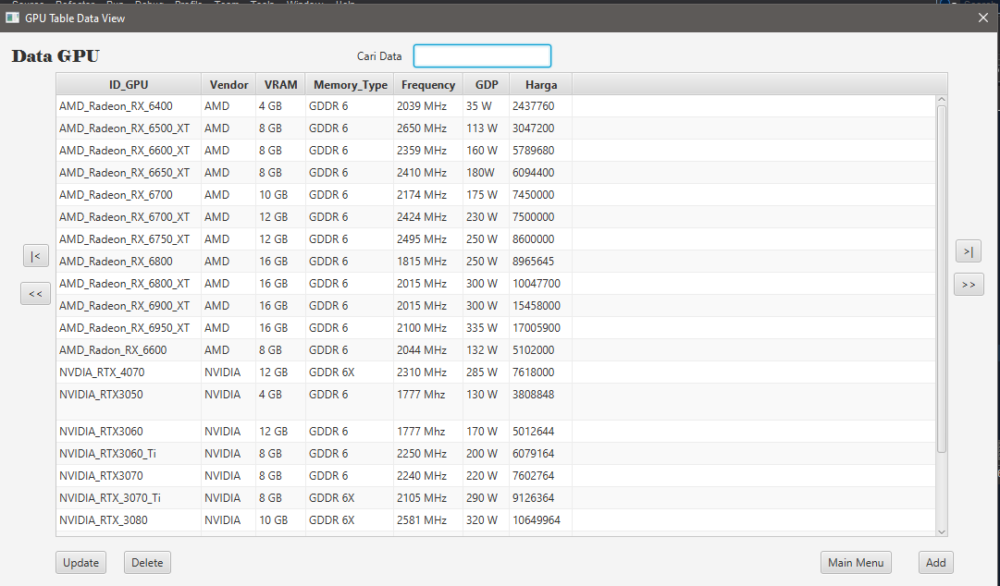 GPU Table Data View
Data GPU Cari Data
ID_GPU Vendor VRAM Memory_Type Frequency GDP Harga
AMD_Radeon_RX_6400 AMD 4 GB GDDR 6 2039 MHz 35 W 2437760
AMD_Radeon_RX_6500_XT AMD 8 GB GDDR 6 2650 MHz 113 W 3047200
AMD_Radeon_RX_6600_XT AMD 8 GB GDDR 6 2359 MHz 160 W 5789680
AMD_Radeon_RX_6650_XT AMD 8 GB GDDR 6 2410 MHz 180W 6094400
AMD_Radeon_RX_6700 AMD 10 GB GDDR 6 2174 MHz 175 W 7450000
AMD_Radeon_RX_6700_XT AMD 12 GB GDDR 6 2424 MHz 230 W 7500000
AMD_Radeon_RX_6750_XT AMD 12 GB GDDR 6 2495 MHz 250 W 8600000
AMD_Radeon_RX_6800 AMD 16 GB GDDR 6 1815 MHz 250 W 8965645
AMD_Radeon_RX_6800_XT AMD 16 GB GDDR 6 2015 MHz 300 W 10047700
AMD_Radeon_RX_6900_XT AMD 16 GB GDDR 6 2015 MHz 300 W 15458000
AMD_Radeon_RX_6950_XT AMD 16 GB GDDR 6 2100 MHz 335 W 17005900
AMD_Radon_RX_6600 AMD 8 GB GDDR 6 2044 MHz 132 W 5102000
NVDIA_RTX_4070 NVIDIA 12 GB GDDR 6X 2310 MHz 285 W 7618000
NVIDIA_RTX3050 NVIDIA 4 GB GDDR 6 1777 Mhz 130 W 3808848
NVIDIA_RTX3060 NVIDIA 12 GB GDDR 6 1777 Mhz 170 W 5012644
NVIDIA_RTX3060_Ti NVIDIA 8 GB GDDR 6 2250 MHz 200 W 6079164
NVIDIA_RTX3070 NVIDIA 8 GB GDDR 6 2240 MHz 220 W 7602764
NVIDIA_RTX_3070_Ti NVIDIA 8 GB GDDR 6X 2105 MHz 290 W 9126364
NVIDIA_RTX_3080 NVIDIA 10 GB GDDR 6X 2581 MHz 320 W 10649964
|< >|
<< >>
Update Delete Main Menu Add